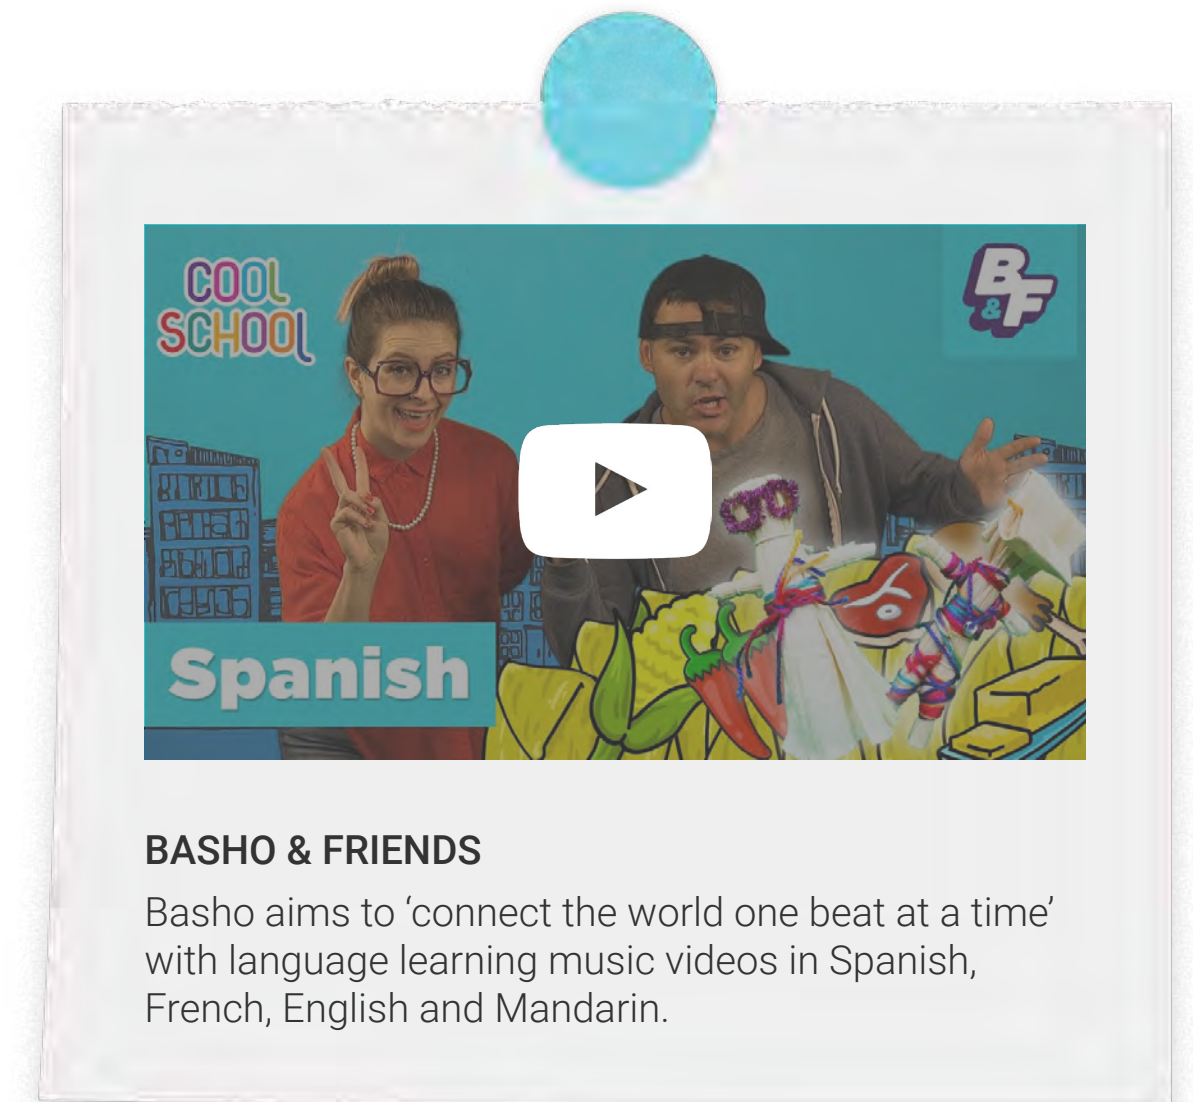 COOL
SCHOOL
B
&F
Spanish
BASHO & FRIENDS
Basho aims to ‘connect the world one beat at a time’
with language learning music videos in Spanish,
French, English and Mandarin.